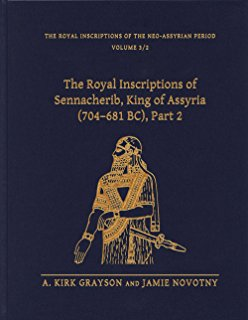 THE ROYAL INSCRIPTIONS OF THE NEO-ASSYRIAN PERIOD
VOLUME 3/2
The Royal Inscriptions of
Sennacherib, King of Assyria
(704–681 BC), Part 2
A. KIRK GRAYSON AND JAMIE NOVOTNY